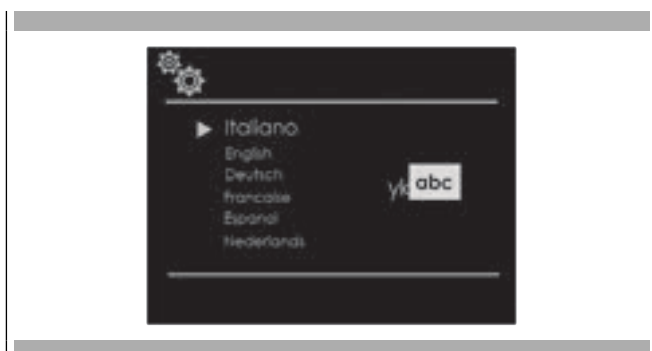 Italiano
English
Deutsch
Francaise
Espanol
Nederlands
abc